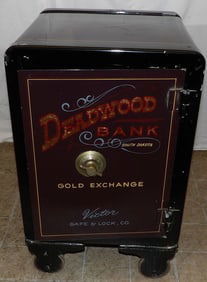 DEADWOOD
BANK
SOUTH DAKOTA
GOLD EXCHANGE
Victor
SAFE & LOCK, CO.